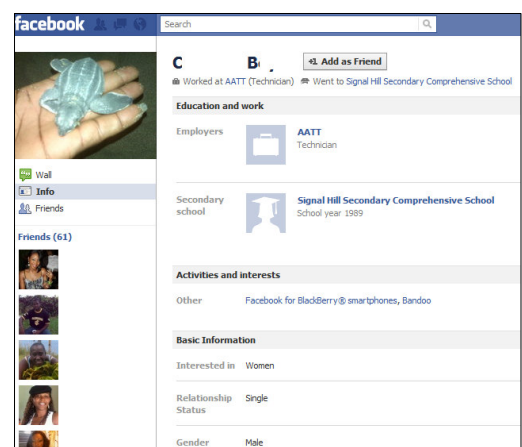 facebook
Search
C B
+1 Add as Friend
Worked at AATT (Technician) Went to Signal Hill Secondary Comprehensive School
Education and work
Employers
AATT
Technician
Wall
Info
Friends
Secondary school
Signal Hill Secondary Comprehensive School
School year 1989
Friends (61)
Activities and interests
Other
Facebook for BlackBerry® smartphones, Bandoo
Basic Information
Interested in Women
Relationship Status
Single
Gender Male